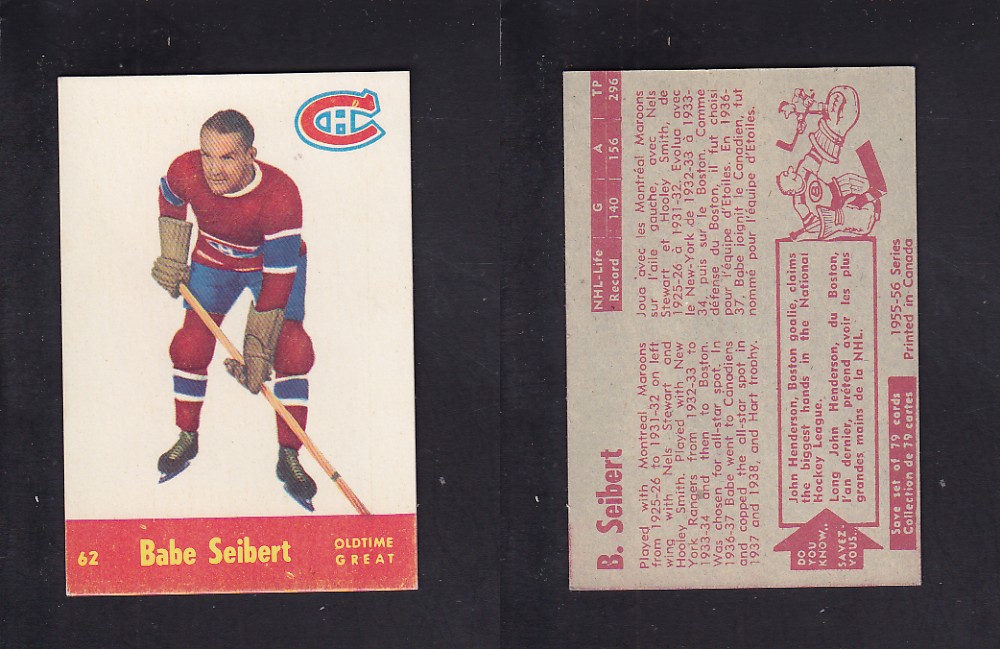 62
Babe Seibert
OLDTIME
GREAT
B. Seibert
NHL-Life G A TP
Record 140 156 296
Played with Montreal Maroons
from 1925-26 to 1931-32 on left
wing with Nels Stewart and
Hooley Smith. Played with New
York Rangers from 1932-33 to
1933-34 and then to Boston.
Was chosen for all-star spot. In
1936-37 Babe went to Canadiens
and copped the all-star spot in
1937 and 1938, and Hart trophy.
Joua avec les Montréal Maroons
sur l'aile gauche, avec Nels
Stewart et Hooley Smith, de
1925-26 à 1931-32. Evolua avec
le New-York de 1932-33 à 1933-
34, puis sur le Boston. Comme
défense du Boston, il fut choisi
pour l'équipe d'Etoiles. En 1936-
37, Babe joignit le Canadien, fut
nommé pour l'équipe d'Etoiles.
DO
YOU
KNOW..
SAVEZ-
VOUS..
John Henderson, Boston goalie, claims
the biggest hands in the National
Hockey League.
Long John Henderson, du Boston,
l'an dernier, prétend avoir les plus
grandes mains de la NHL.
Save set of 79 cards
Collection de 79 cartes
1955-56 Series
Printed in Canada